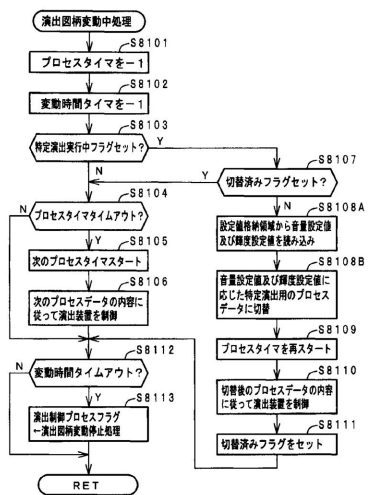 演出図柄変動中処理
S8101
プロセスタイマを－1
S8102
変動時間タイマを－1
S8103
特定演出実行中フラグセット?
Y
N
S8107
切替済みフラグセット?
Y
N
S8104
プロセスタイマタイムアウト?
N
Y
S8105
次のプロセスタイマスタート
S8106
次のプロセスデータの内容に
従って演出装置を制御
S8108A
設定値格納領域から音量設定値
及び輝度設定値を読み込み
S8108B
音量設定値及び輝度設定値に
応じた特定演出用のプロセス
データに切替
S8109
プロセスタイマを再スタート
S8110
切替後のプロセスデータの内容
に従って演出装置を制御
S8111
切替済みフラグをセット
S8112
変動時間タイムアウト?
N
Y
S8113
演出制御プロセスフラグ
←演出図柄変動停止処理
RET